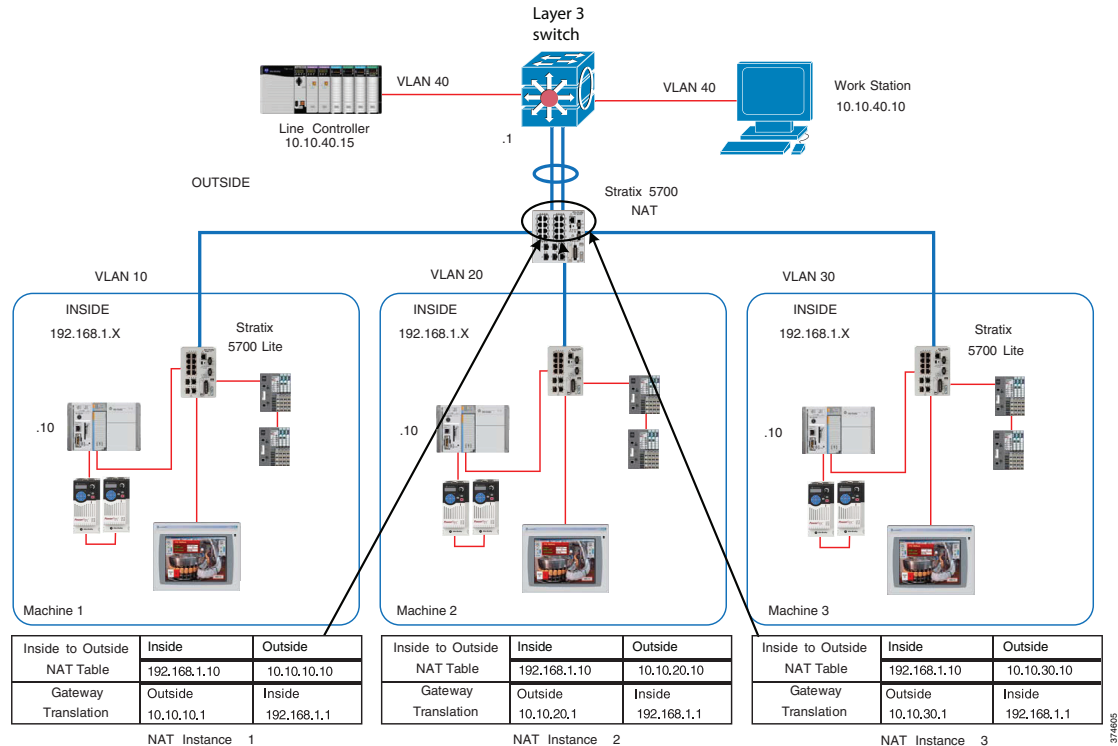 Layer 3
switch
VLAN 40
VLAN 40
Work Station
10.10.40.10
Line Controller
10.10.40.15
.1
OUTSIDE
Stratix 5700
NAT
VLAN 10
VLAN 20
VLAN 30
INSIDE
192.168.1.X
Stratix
5700 Lite
.10
Machine 1
INSIDE
192.168.1.X
.10
Machine 2
INSIDE
192.168.1.X
Stratix
5700 Lite
.10
Machine 3
Inside to Outside
NAT Table
Inside
Outside
192.168.1.10
10.10.10.10
Gateway
Translation
Outside
Inside
10.10.10.1
192.168.1.1
NAT Instance 1
Inside to Outside
NAT Table
Inside
Outside
192.168.1.10
10.10.20.10
Gateway
Translation
Outside
Inside
10.10.20.1
192.168.1.1
NAT Instance 2
Inside to Outside
NAT Table
Inside
Outside
192.168.1.10
10.10.30.10
Gateway
Translation
Outside
Inside
10.10.30.1
192.168.1.1
NAT Instance 3
374605